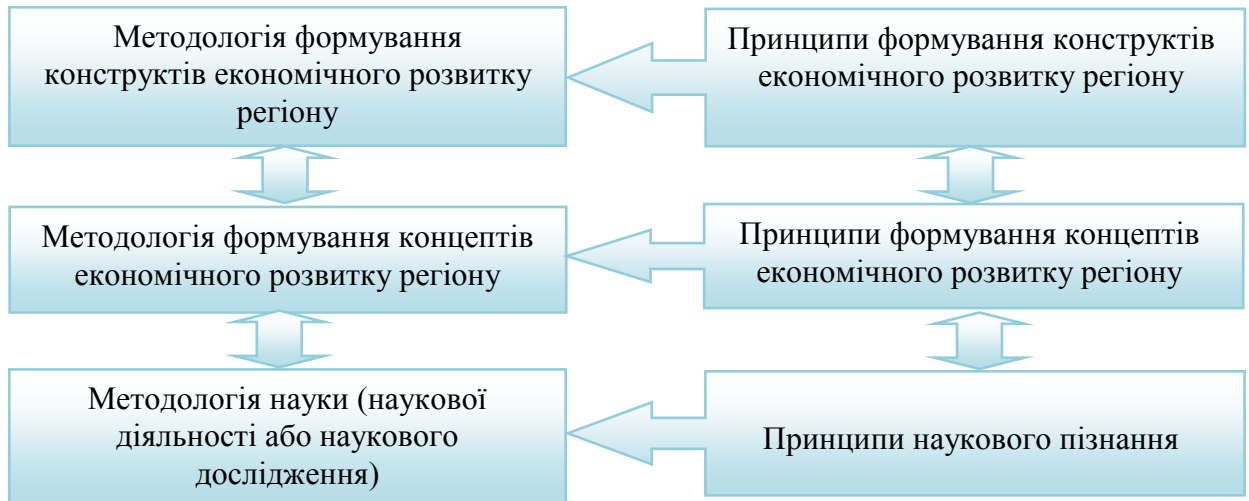 Методологія формування
конструктів економічного розвитку
регіону
Принципи формування конструктів
економічного розвитку регіону
Методологія формування концептів
економічного розвитку регіону
Принципи формування концептів
економічного розвитку регіону
Методологія науки (наукової
діяльності або наукового
дослідження)
Принципи наукового пізнання